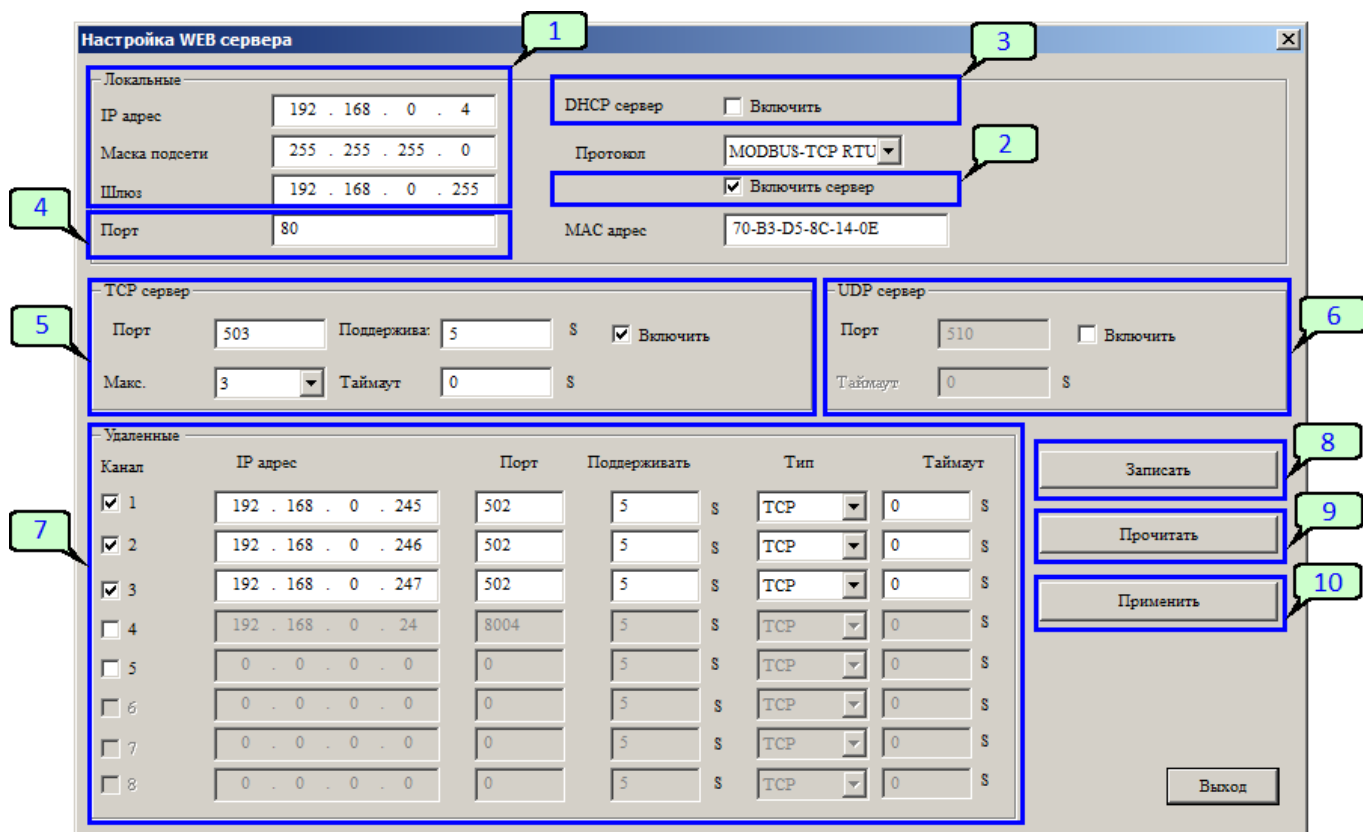 1
3
Настройка WEB сервера
Локальные
IP адрес 192 . 168 . 0 . 4
DHCP сервер Включить
2
Маска подсети 255 . 255 . 255 . 0
Протокол MODBUS-TCP RTU
Шлюз 192 . 168 . 0 . 255
Включить сервер
4
Порт 80
MAC адрес 70-B3-D5-8C-14-0E
TCP сервер
UDP сервер
5
6
Порт 503 Поддержива: 5 S Включить
Порт 510 Включить
Макс. 3 Таймаут 0 S
Таймаут 0 S
Удаленные
8
Канал IP адрес Порт Поддерживать Тип Таймаут
Записать
7
9
1 192 . 168 . 0 . 245 502 5 S TCP 0 S
Прочитать
2 192 . 168 . 0 . 246 502 5 S TCP 0 S
10
3 192 . 168 . 0 . 247 502 5 S TCP 0 S
Применить
4 192 . 168 . 0 . 24 8004 5 S TCP 0 S
5 0 . 0 . 0 . 0 0 5 S TCP 0 S
6 0 . 0 . 0 . 0 0 5 S TCP 0 S
7 0 . 0 . 0 . 0 0 5 S TCP 0 S
8 0 . 0 . 0 . 0 0 5 S TCP 0 S
Выход